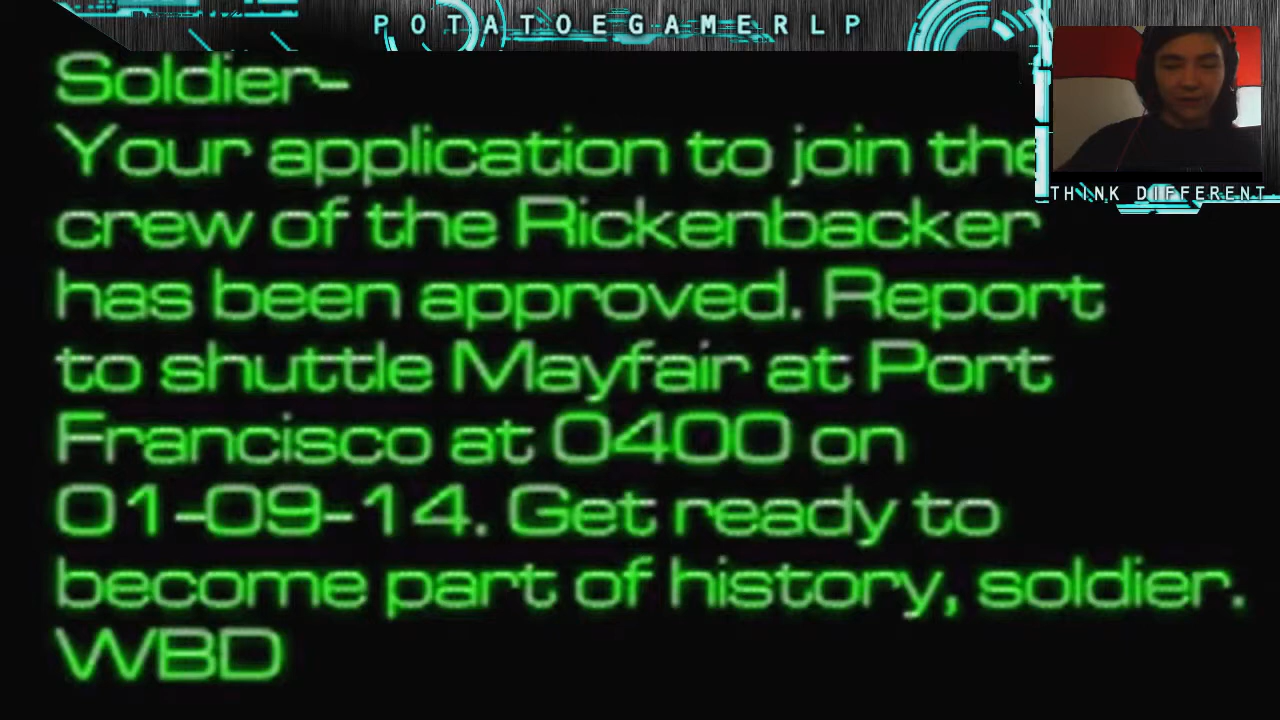 POTATOEGAMERLP
Soldier-
Your application to join the
crew of the Rickenbacker
has been approved. Report
to shuttle Mayfair at Port
Francisco at 0400 on
01-09-14. Get ready to
become part of history, soldier.
WBD
THINK DIFFERENT